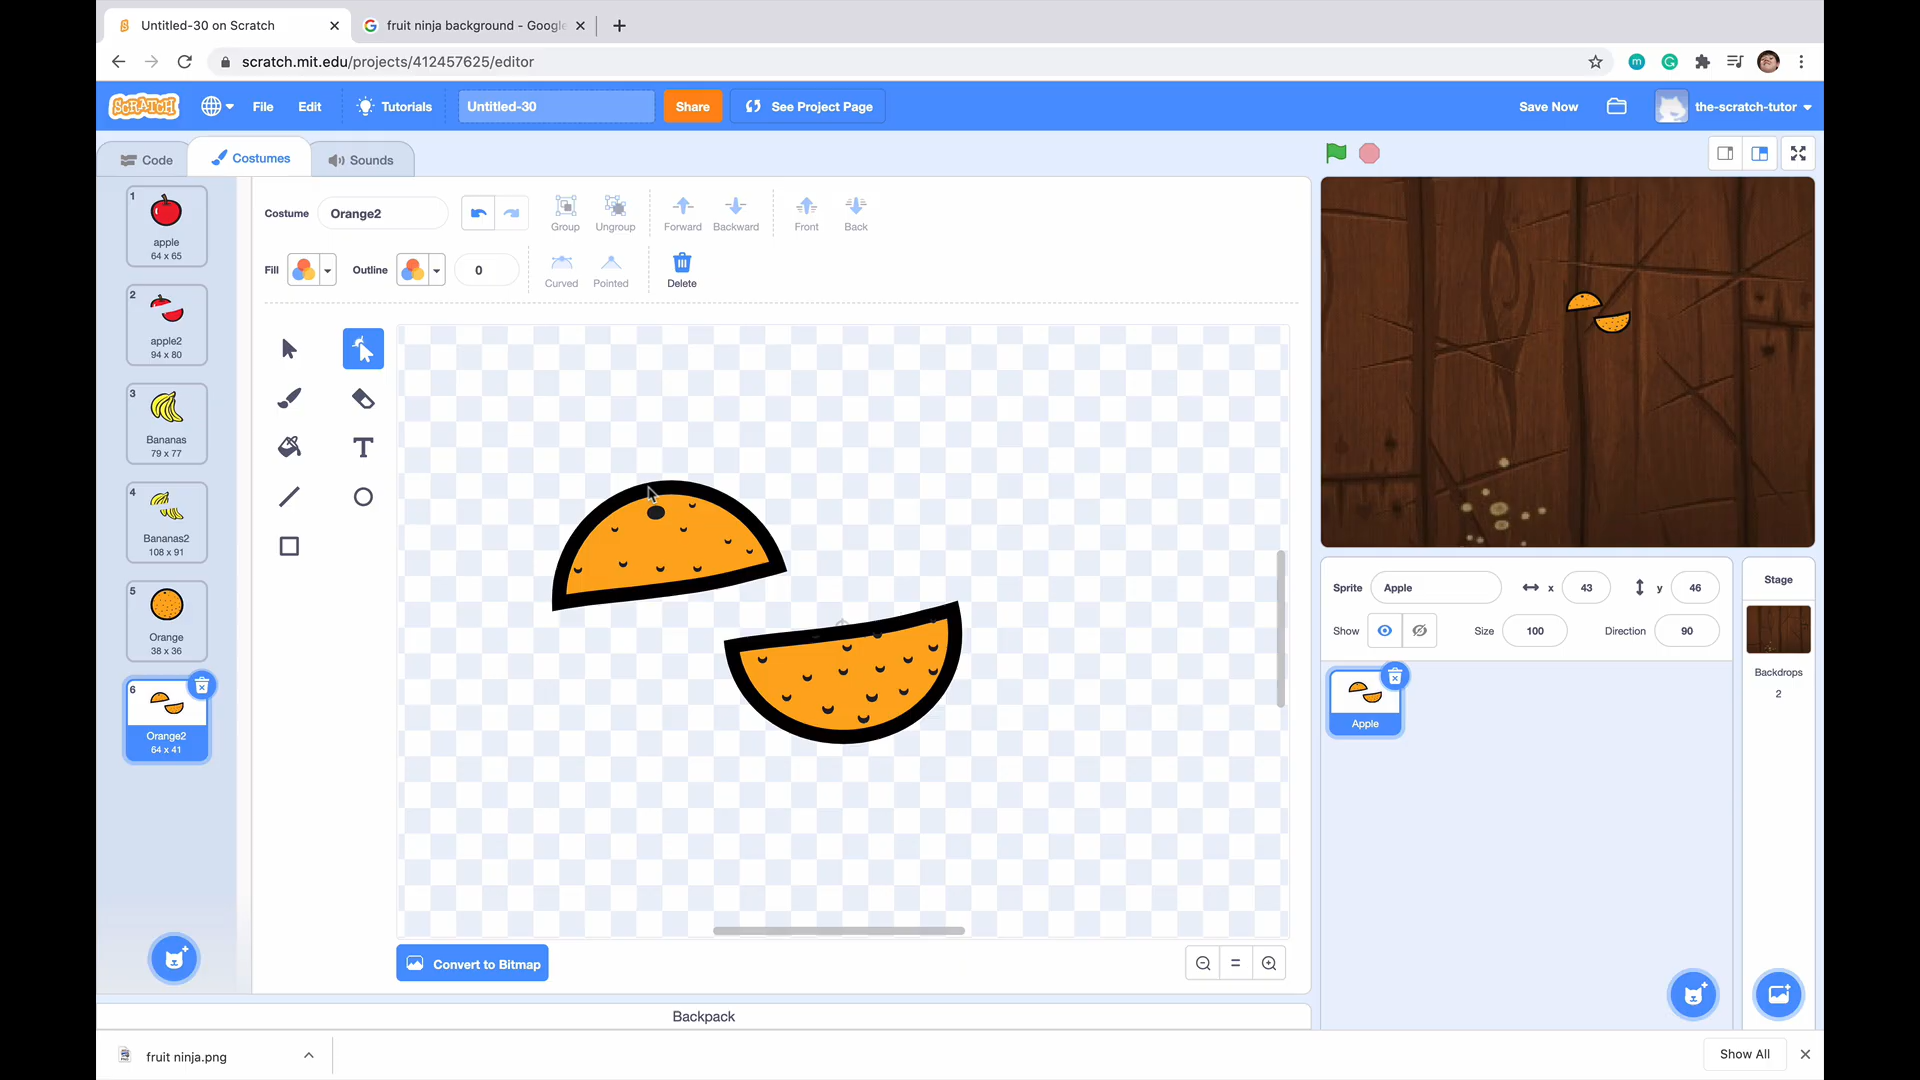 Untitled-30 on Scratch
fruit ninja background - Google
scratch.mit.edu/projects/412457625/editor
SCRATCH
File
Edit
Tutorials
Untitled-30
Share
See Project Page
Save Now
the-scratch-tutor
Code
Costumes
Sounds
Costume
Orange2
Group
Ungroup
Forward
Backward
Front
Back
Fill
Outline
0
Curved
Pointed
Delete
1
apple
64 x 65
2
apple2
94 x 80
3
Bananas
79 x 77
4
Bananas2
108 x 91
5
Orange
38 x 36
6
Orange2
64 x 41
T
Convert to Bitmap
Backpack
Sprite
Apple
x
43
y
46
Show
Size
100
Direction
90
Apple
Stage
Backdrops
2
fruit ninja.png
Show All